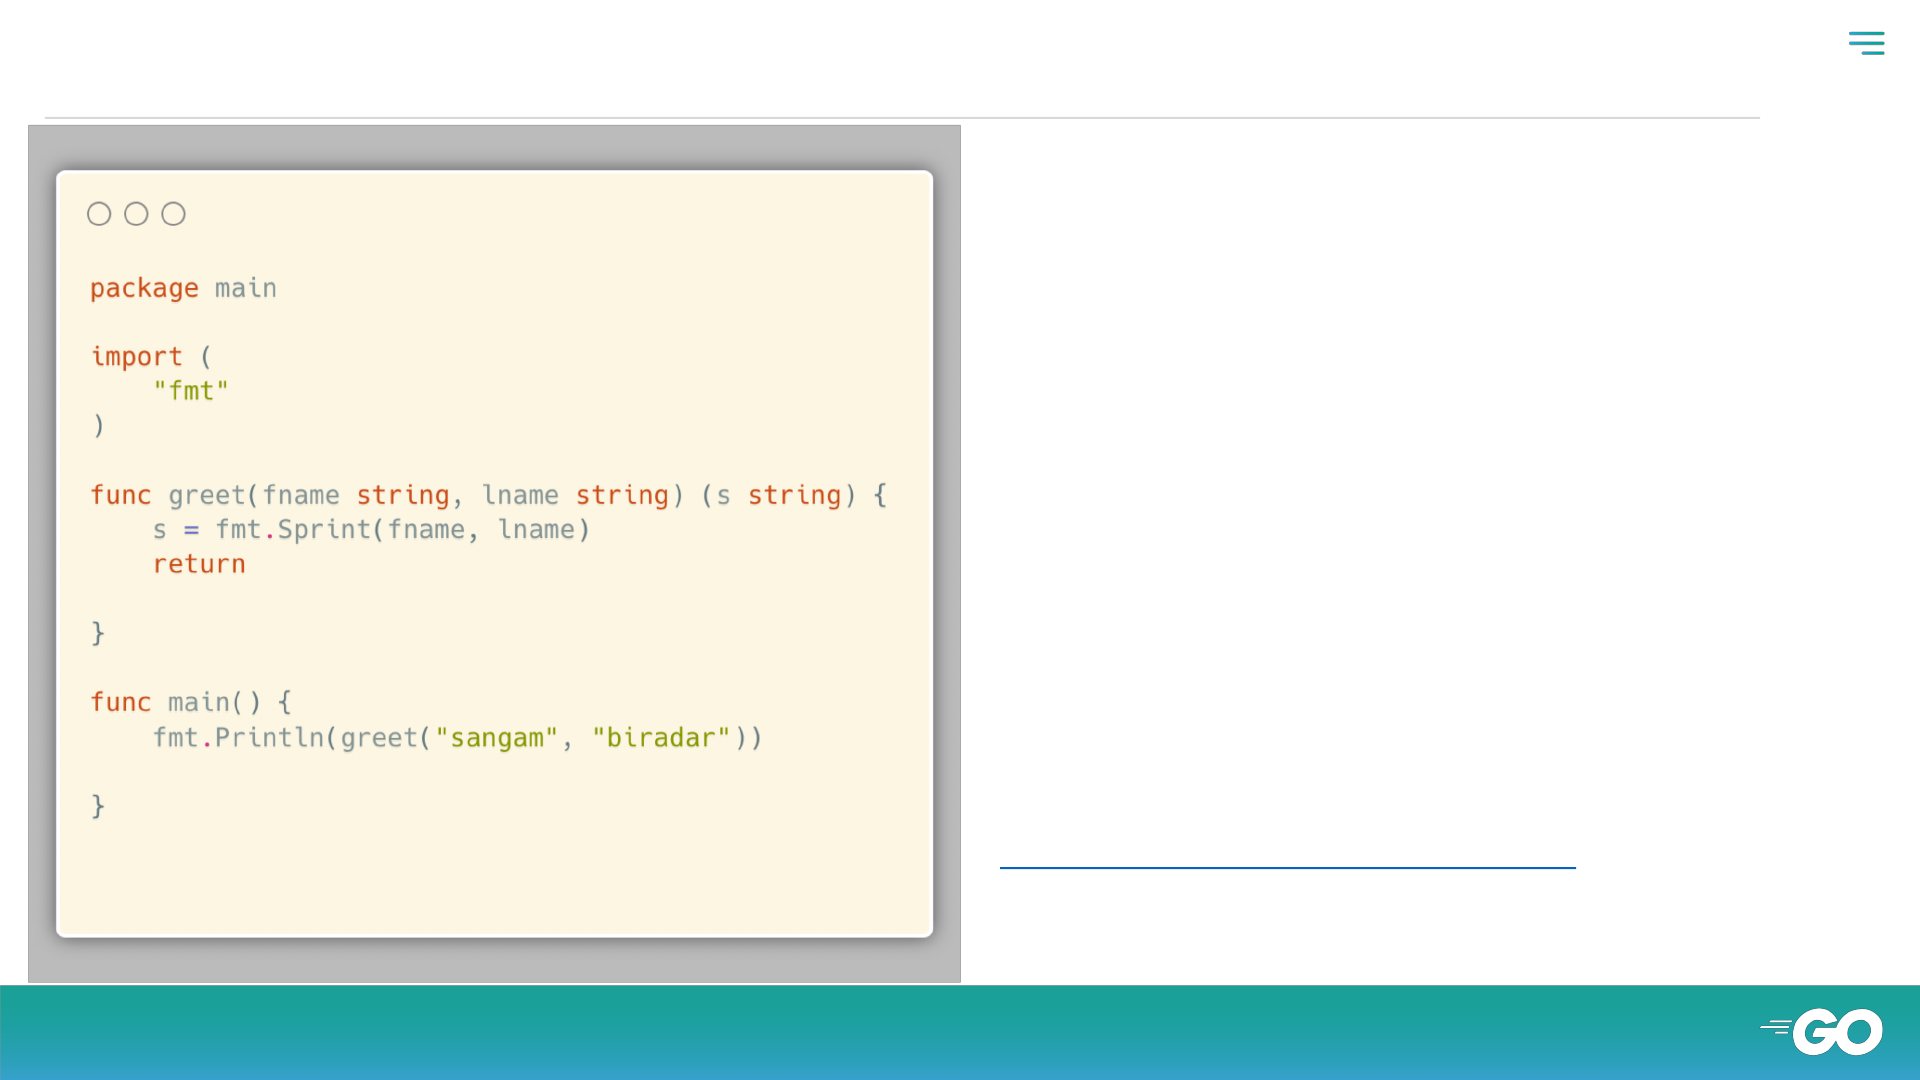 package main
import (
    "fmt"
)
func greet(fname string, lname string) (s string) {
    s = fmt.Sprint(fname, lname)
    return
}
func main() {
    fmt.Println(greet("sangam", "biradar"))
}
GO